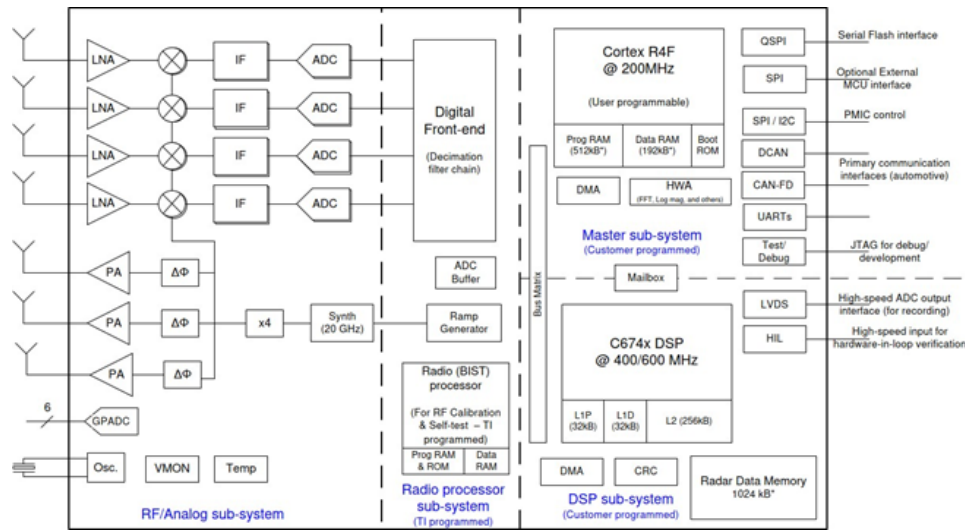 LNA
IF
ADC
LNA
IF
ADC
LNA
IF
ADC
LNA
IF
ADC
PA
ΔΦ
PA
ΔΦ
x4
Synth
(20 GHz)
PA
ΔΦ
6
GPADC
Osc.
VMON
Temp
RF/Analog sub-system
Digital
Front-end
(Decimation
filter chain)
ADC
Buffer
Ramp
Generator
Radio (BIST)
processor
(For RF Calibration
& Self-test – TI
programmed)
Prog RAM
& ROM
Data
RAM
Radio processor
sub-system
(TI programmed)
Cortex R4F
@ 200MHz
(User programmable)
Prog RAM
(512kB*)
Data RAM
(192kB*)
Boot
ROM
DMA
HWA
(FFT, Log mag, and others)
Master sub-system
(Customer programmed)
Mailbox
Bus Matrix
C674x DSP
@ 400/600 MHz
L1P
(32kB)
L1D
(32kB)
L2 (256kB)
DMA
CRC
DSP sub-system
(Customer programmed)
Radar Data Memory
1024 kB*
QSPI
Serial Flash interface
SPI
Optional External
MCU interface
SPI / I2C
PMIC control
DCAN
Primary communication
interfaces (automotive)
CAN-FD
UARTs
Test/
Debug
JTAG for debug/
development
LVDS
High-speed ADC output
interface (for recording)
HIL
High-speed input for
hardware-in-loop verification